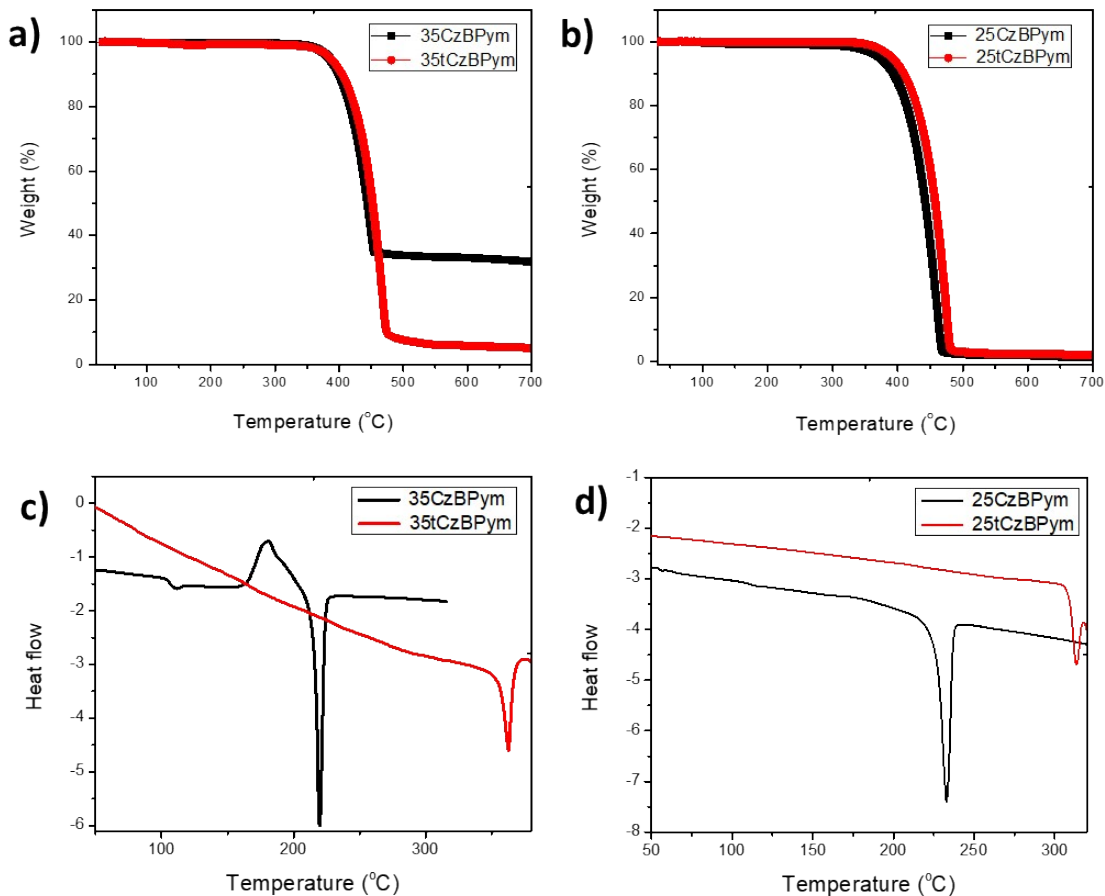 a)
35CzBPym
35tCzBPym
100
80
60
40
20
0
Weight (%)
100 200 300 400 500 600 700
Temperature (°C)
b)
25CzBPym
25tCzBPym
100
80
60
40
20
0
Weight (%)
100 200 300 400 500 600 700
Temperature (°C)
c)
35CzBPym
35tCzBPym
0
-1
-2
-3
-4
-5
-6
Heat flow
100 200 300
Temperature (°C)
d)
25CzBPym
25tCzBPym
-1
-2
-3
-4
-5
-6
-7
-8
Heat flow
50 100 150 200 250 300
Temperature (°C)